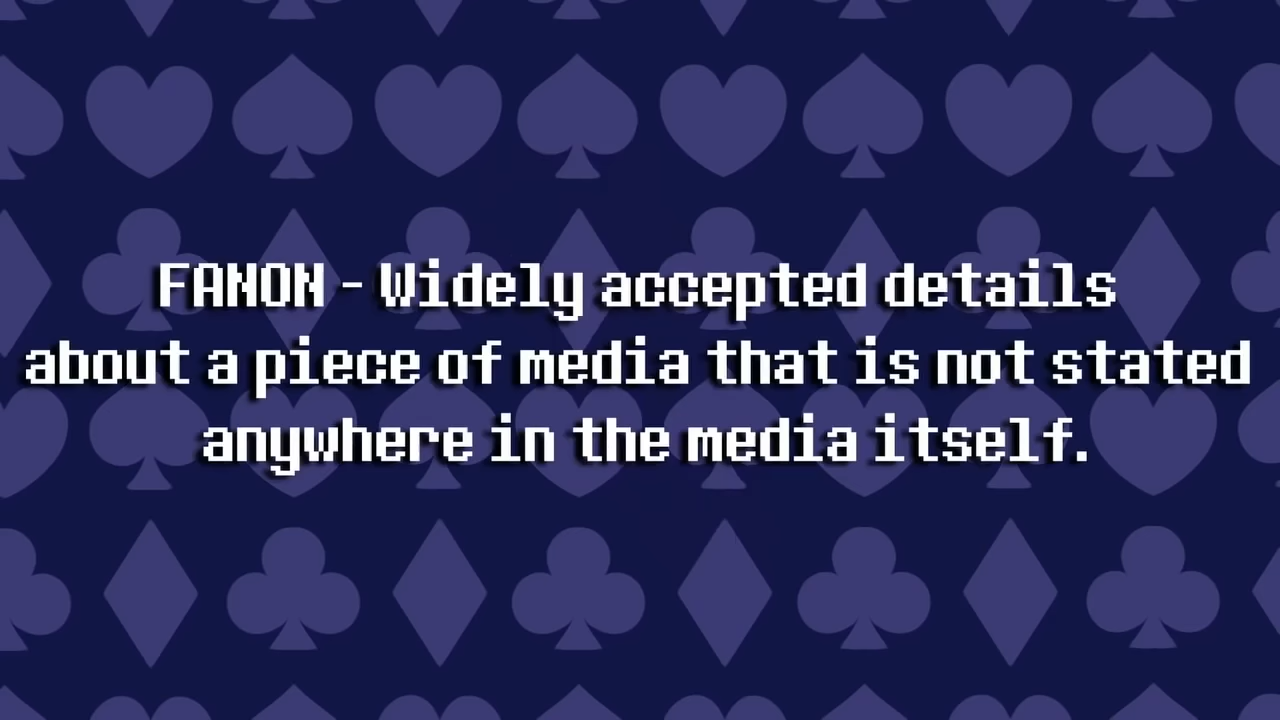 FANON - Widely accepted details
about a piece of media that is not stated
anywhere in the media itself.